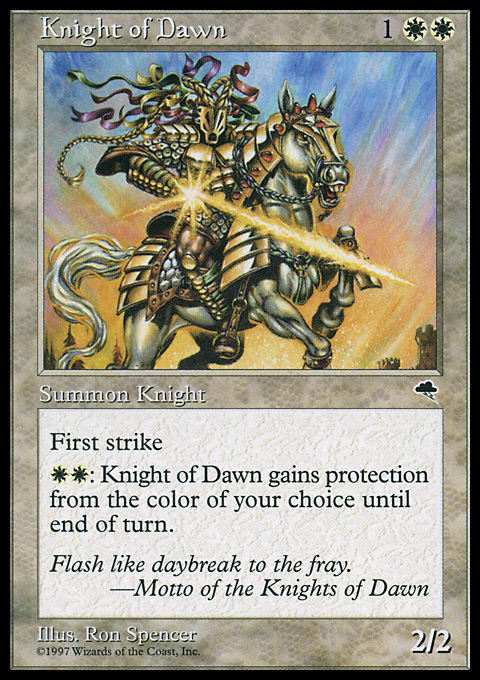 Knight of Dawn 1
Summon Knight
First strike
: Knight of Dawn gains protection
from the color of your choice until
end of turn.
Flash like daybreak to the fray.
—Motto of the Knights of Dawn
Illus. Ron Spencer
©1997 Wizards of the Coast, Inc.
2/2